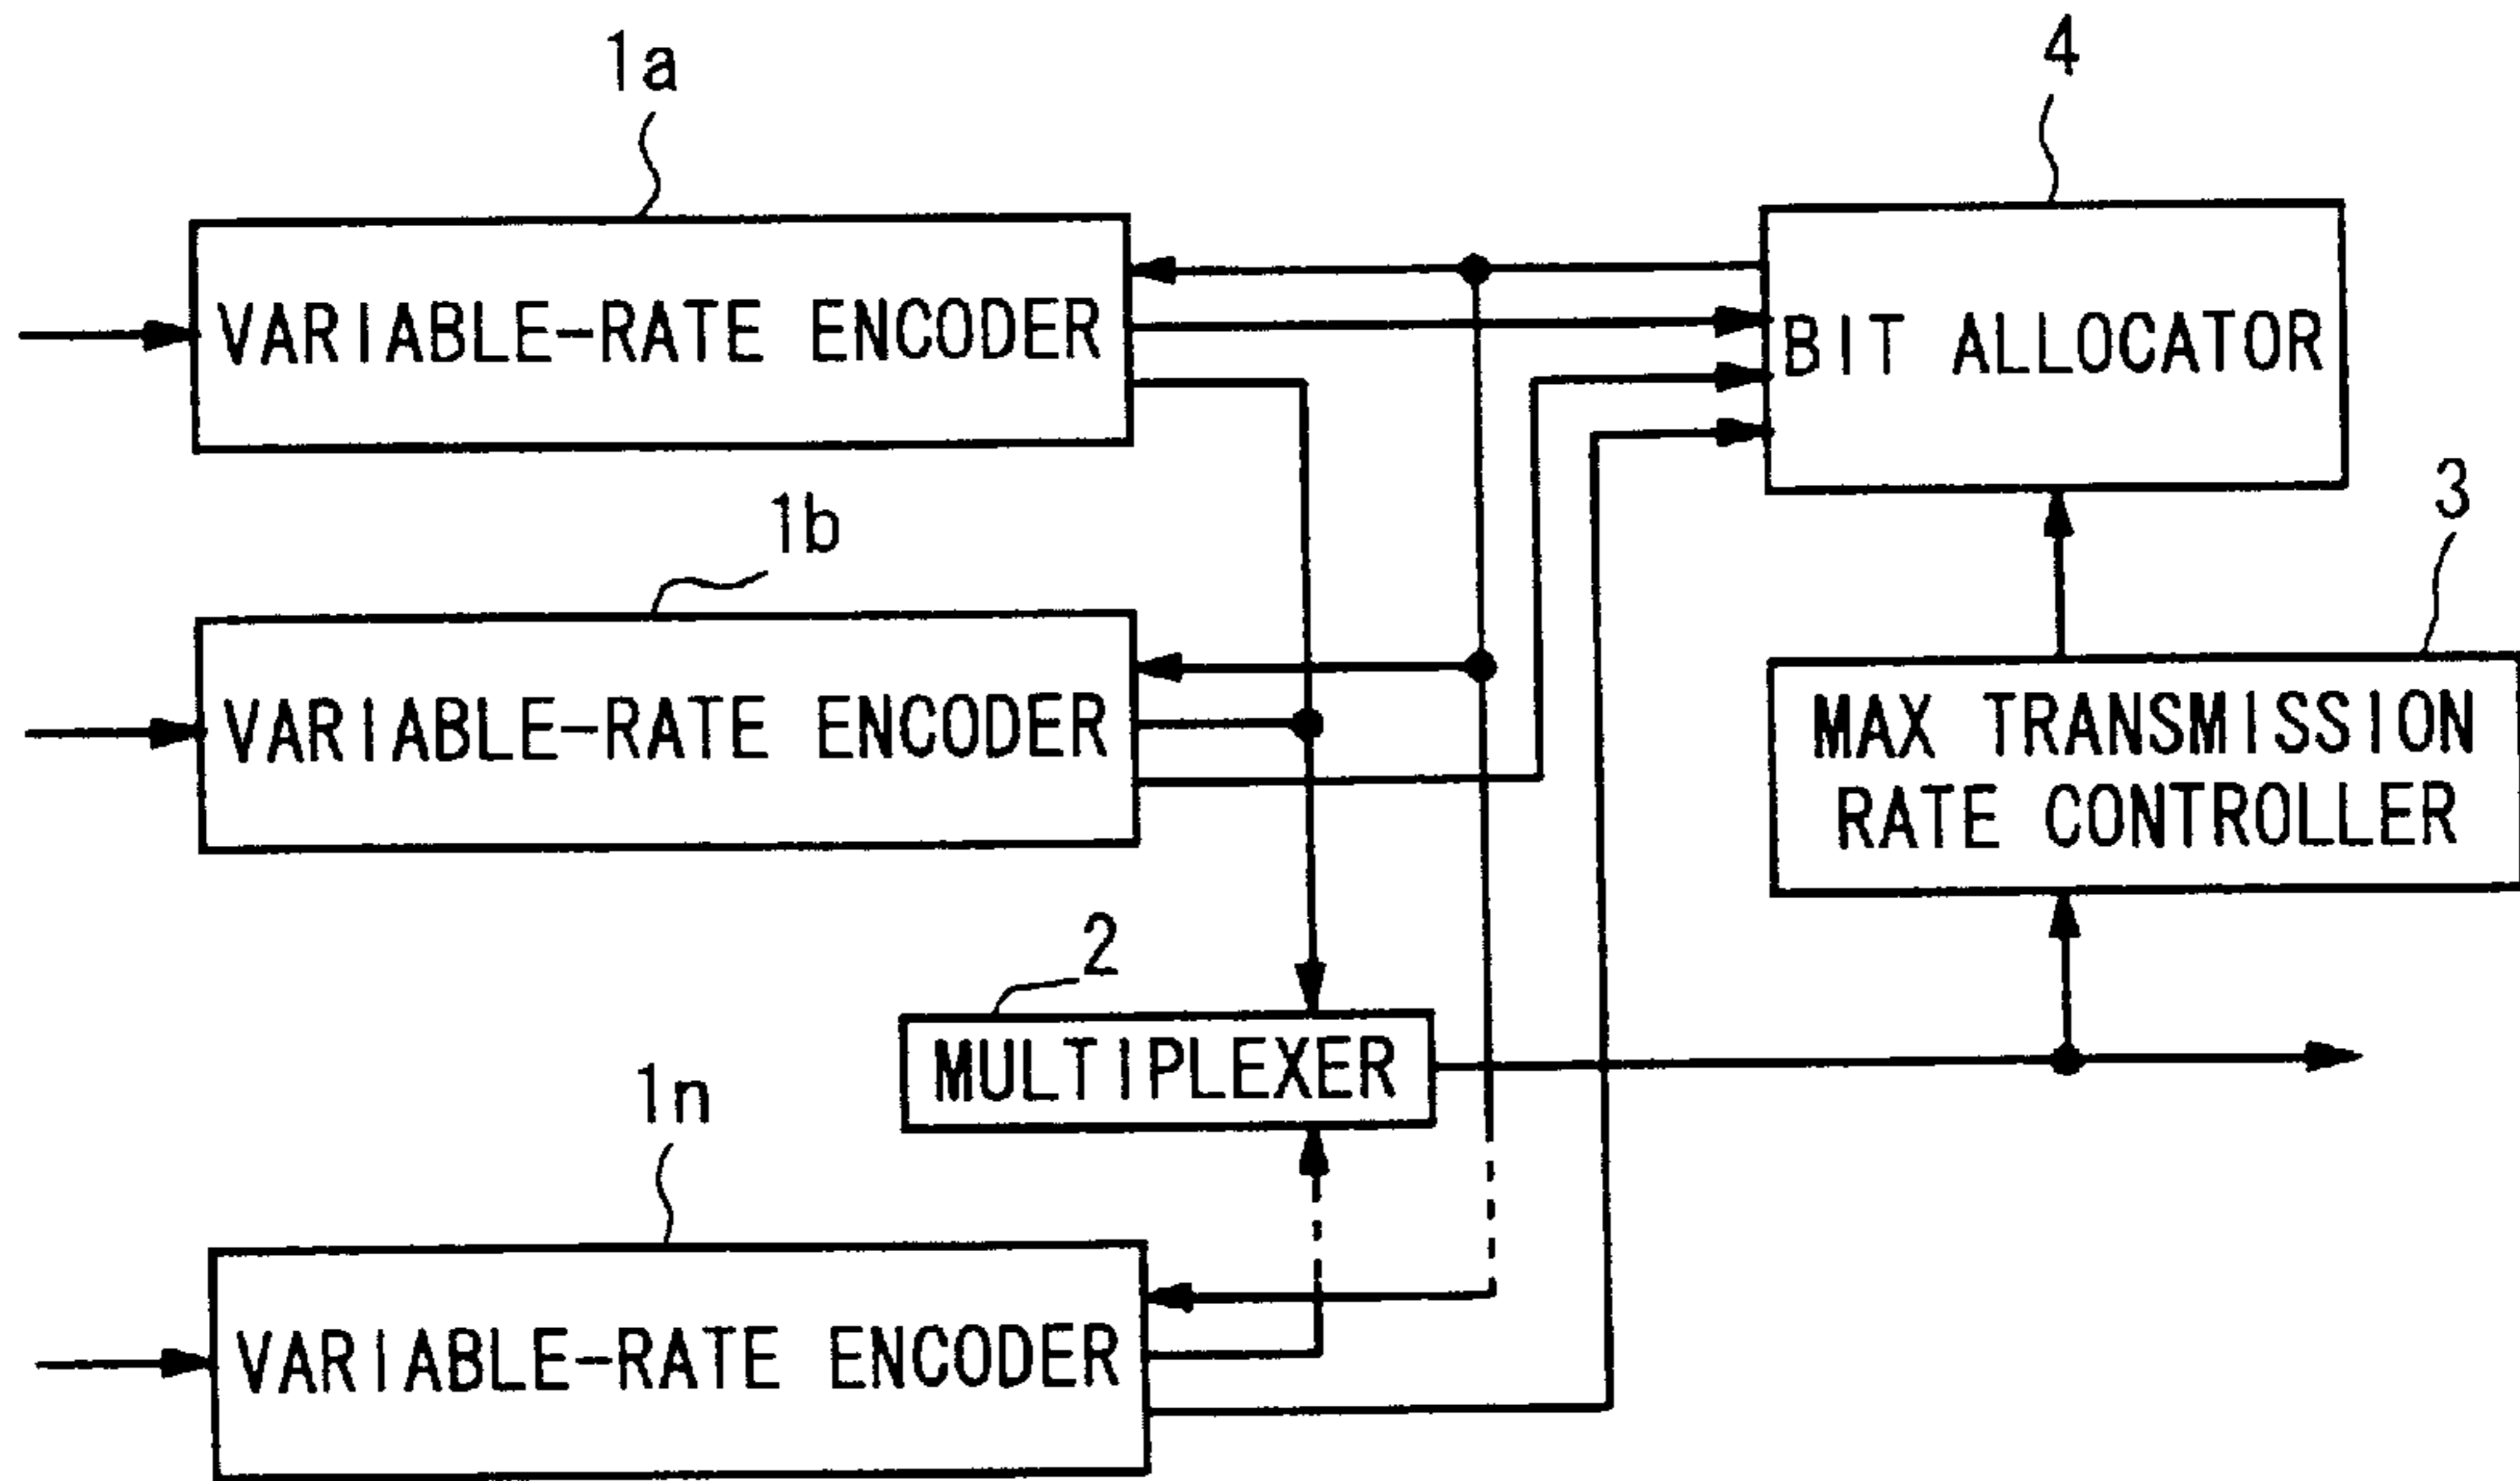 1a
4
VARIABLE-RATE ENCODER
BIT ALLOCATOR
1b
3
VARIABLE-RATE ENCODER
MAX TRANSMISSION
RATE CONTROLLER
2
MULTIPLEXER
1n
VARIABLE-RATE ENCODER